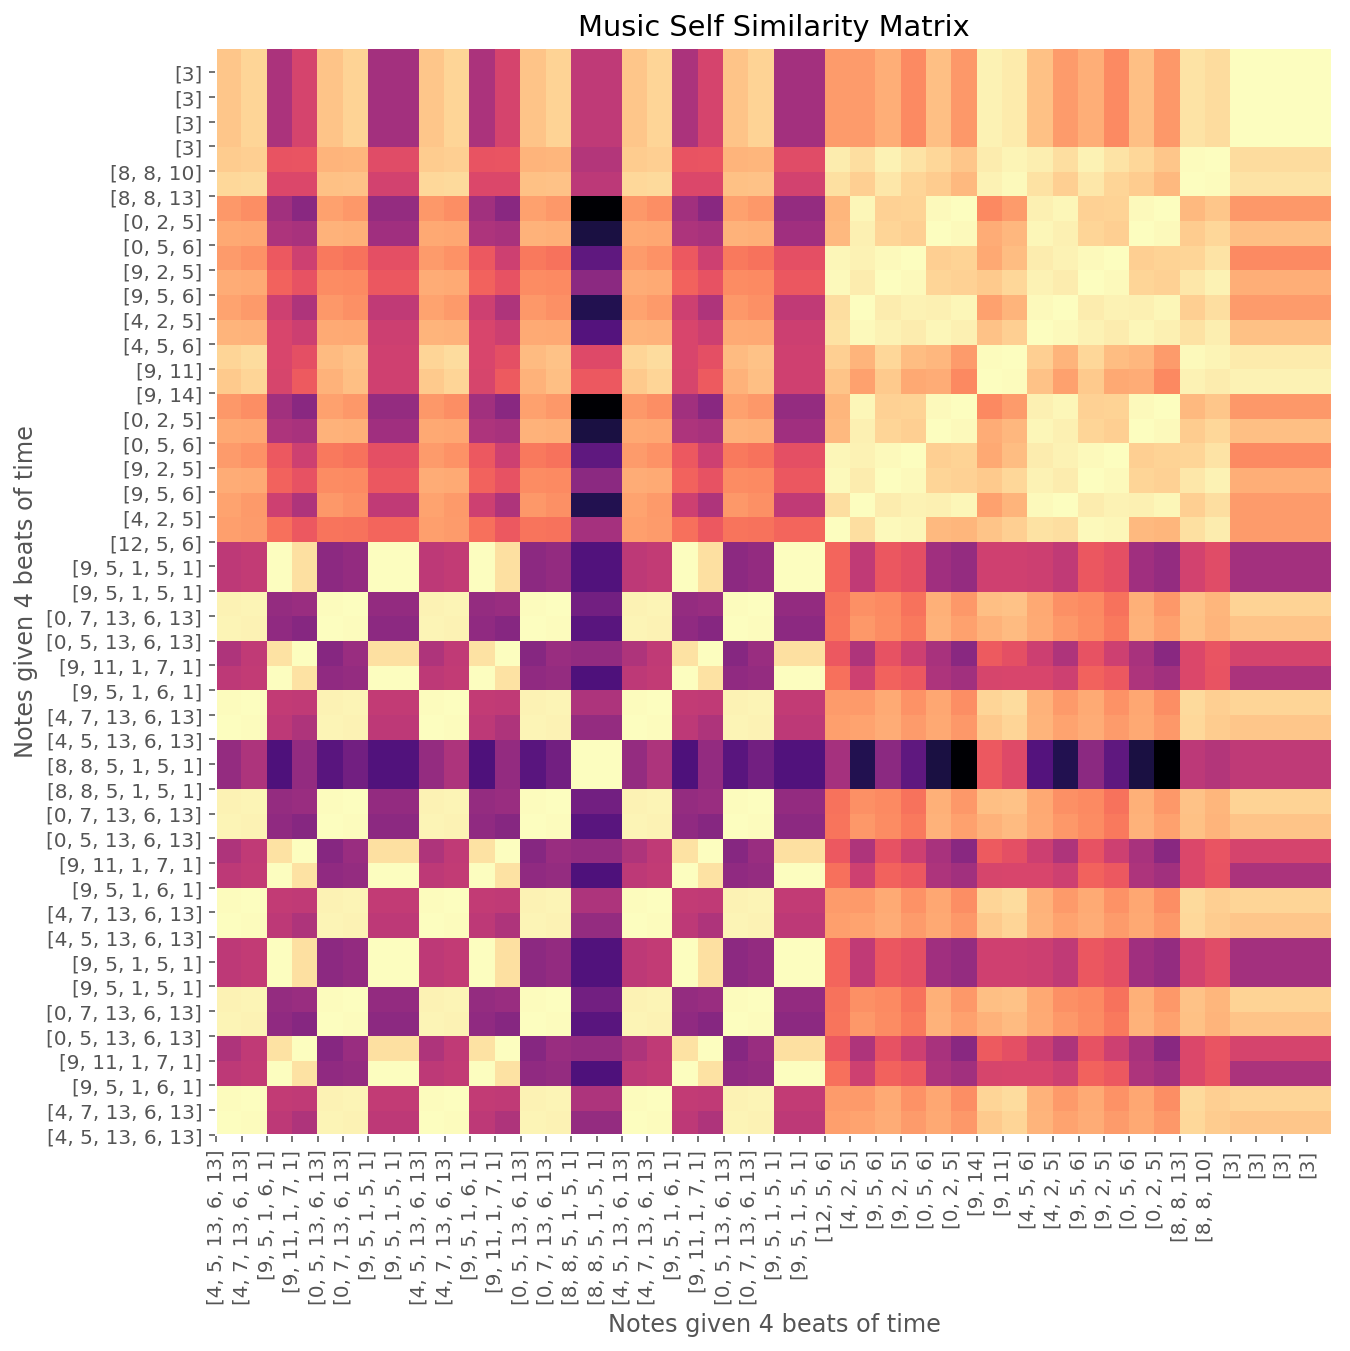 Music Self Similarity Matrix
[3]
[3]
[3]
[3]
[8, 8, 10]
[8, 8, 13]
[0, 2, 5]
[0, 5, 6]
[9, 2, 5]
[9, 5, 6]
[4, 2, 5]
[4, 5, 6]
[9, 11]
[9, 14]
[0, 2, 5]
[0, 5, 6]
[9, 2, 5]
[9, 5, 6]
[4, 2, 5]
[12, 5, 6]
[9, 5, 1, 5, 1]
[9, 5, 1, 5, 1]
[0, 7, 13, 6, 13]
[0, 5, 13, 6, 13]
[9, 11, 1, 7, 1]
[9, 5, 1, 6, 1]
[4, 7, 13, 6, 13]
[4, 5, 13, 6, 13]
[8, 8, 5, 1, 5, 1]
[8, 8, 5, 1, 5, 1]
[0, 7, 13, 6, 13]
[0, 5, 13, 6, 13]
[9, 11, 1, 7, 1]
[9, 5, 1, 6, 1]
[4, 7, 13, 6, 13]
[4, 5, 13, 6, 13]
[9, 5, 1, 5, 1]
[9, 5, 1, 5, 1]
[0, 7, 13, 6, 13]
[0, 5, 13, 6, 13]
[9, 11, 1, 7, 1]
[9, 5, 1, 6, 1]
[4, 7, 13, 6, 13]
[4, 5, 13, 6, 13]
Notes given 4 beats of time
[4, 5, 13, 6, 13]
[4, 7, 13, 6, 13]
[9, 5, 1, 6, 1]
[9, 11, 1, 7, 1]
[0, 5, 13, 6, 13]
[0, 7, 13, 6, 13]
[9, 5, 1, 5, 1]
[9, 5, 1, 5, 1]
[4, 5, 13, 6, 13]
[4, 7, 13, 6, 13]
[9, 5, 1, 6, 1]
[9, 11, 1, 7, 1]
[0, 5, 13, 6, 13]
[0, 7, 13, 6, 13]
[8, 8, 5, 1, 5, 1]
[8, 8, 5, 1, 5, 1]
[4, 5, 13, 6, 13]
[4, 7, 13, 6, 13]
[9, 5, 1, 6, 1]
[9, 11, 1, 7, 1]
[0, 5, 13, 6, 13]
[0, 7, 13, 6, 13]
[9, 5, 1, 5, 1]
[9, 5, 1, 5, 1]
[12, 5, 6]
[4, 2, 5]
[9, 5, 6]
[9, 2, 5]
[0, 5, 6]
[0, 2, 5]
[9, 14]
[9, 11]
[4, 5, 6]
[4, 2, 5]
[9, 5, 6]
[9, 2, 5]
[0, 5, 6]
[0, 2, 5]
[8, 8, 13]
[8, 8, 10]
[3]
[3]
[3]
[3]
Notes given 4 beats of time